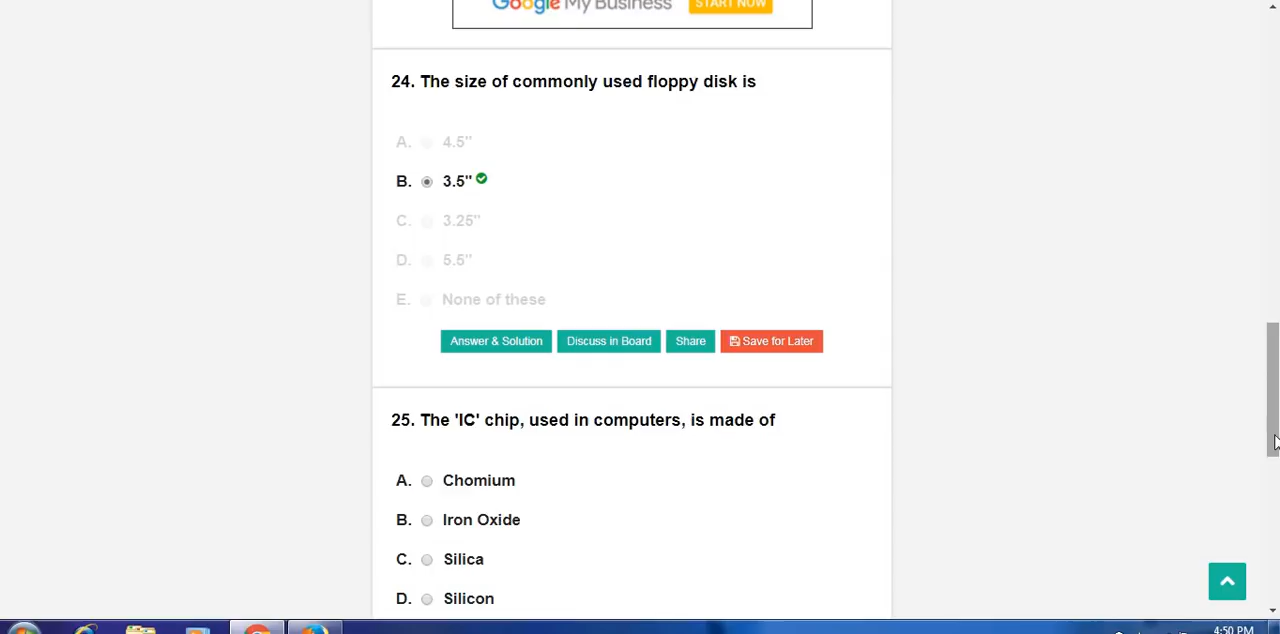 Google My Business START NOW
24. The size of commonly used floppy disk is
A. 4.5"
B. 3.5"
C. 3.25"
D. 5.5"
E. None of these
Answer & Solution Discuss in Board Share Save for Later
25. The 'IC' chip, used in computers, is made of
A. Chomium
B. Iron Oxide
C. Silica
D. Silicon
4:50 PM